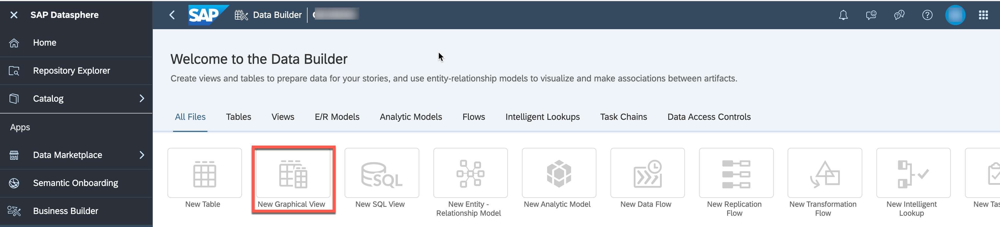 SAP Datasphere
SAP Data Builder
Home
Repository Explorer
Catalog
Apps
Data Marketplace
Semantic Onboarding
Business Builder
Welcome to the Data Builder
Create views and tables to prepare data for your stories, and use entity-relationship models to visualize and make associations between artifacts.
All Files Tables Views E/R Models Analytic Models Flows Intelligent Lookups Task Chains Data Access Controls
SQL
New Table
New Graphical View
New SQL View
New Entity -
Relationship Model
New Analytic Model
New Data Flow
New Replication
Flow
New Transformation
Flow
New Intelligent
Lookup
New Tas